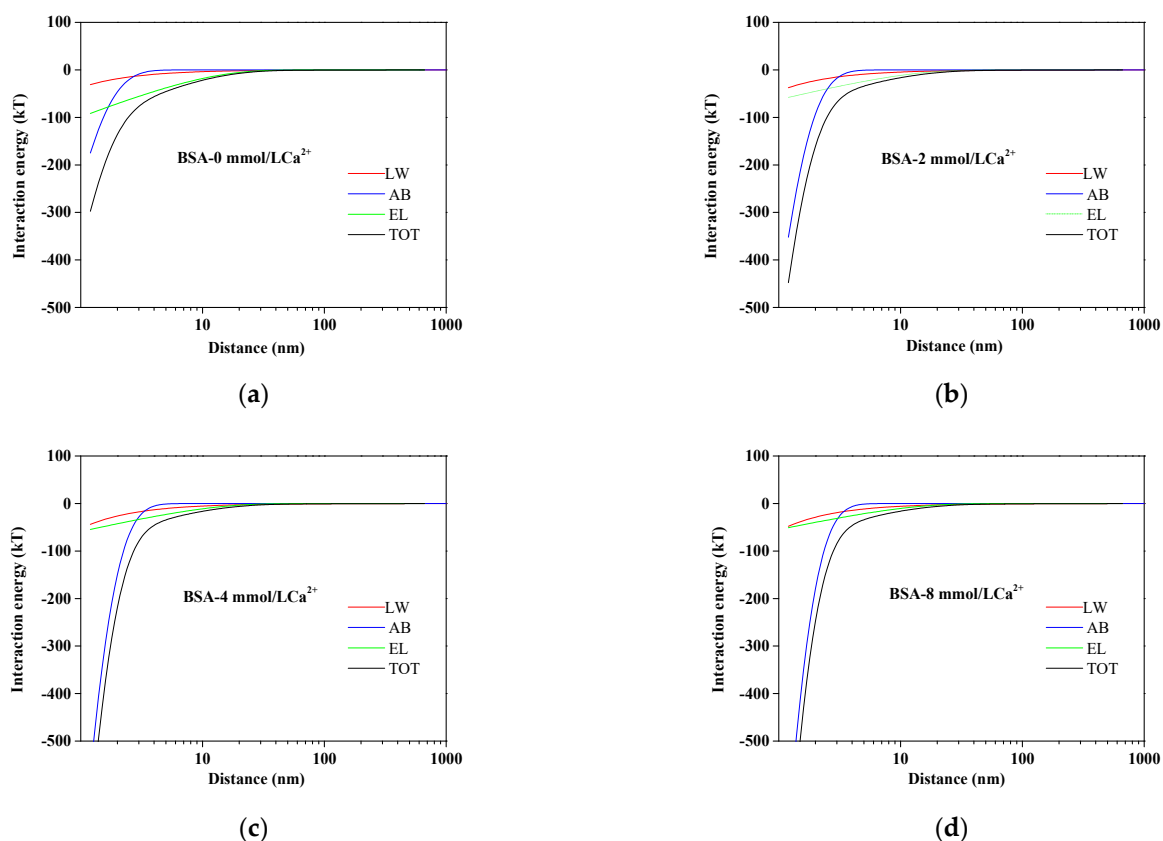 100
0
-100
-200
-300
-400
-500
Interaction energy (kT)
BSA-0 mmol/LCa²⁺
LW
AB
EL
TOT
10
100
1000
Distance (nm)
(a)
100
0
-100
-200
-300
-400
-500
Interaction energy (kT)
BSA-2 mmol/LCa²⁺
LW
AB
EL
TOT
10
100
1000
Distance (nm)
(b)
100
0
-100
-200
-300
-400
-500
Interaction energy (kT)
BSA-4 mmol/LCa²⁺
LW
AB
EL
TOT
10
100
1000
Distance (nm)
(c)
100
0
-100
-200
-300
-400
-500
Interaction energy (kT)
BSA-8 mmol/LCa²⁺
LW
AB
EL
TOT
10
100
1000
Distance (nm)
(d)